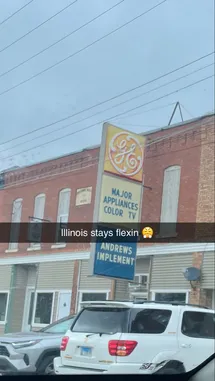 GE
MAJOR
APPLIANCES
COLOR TV
Illinois stays flexin 😤
ANDREWS
IMPLEMENT